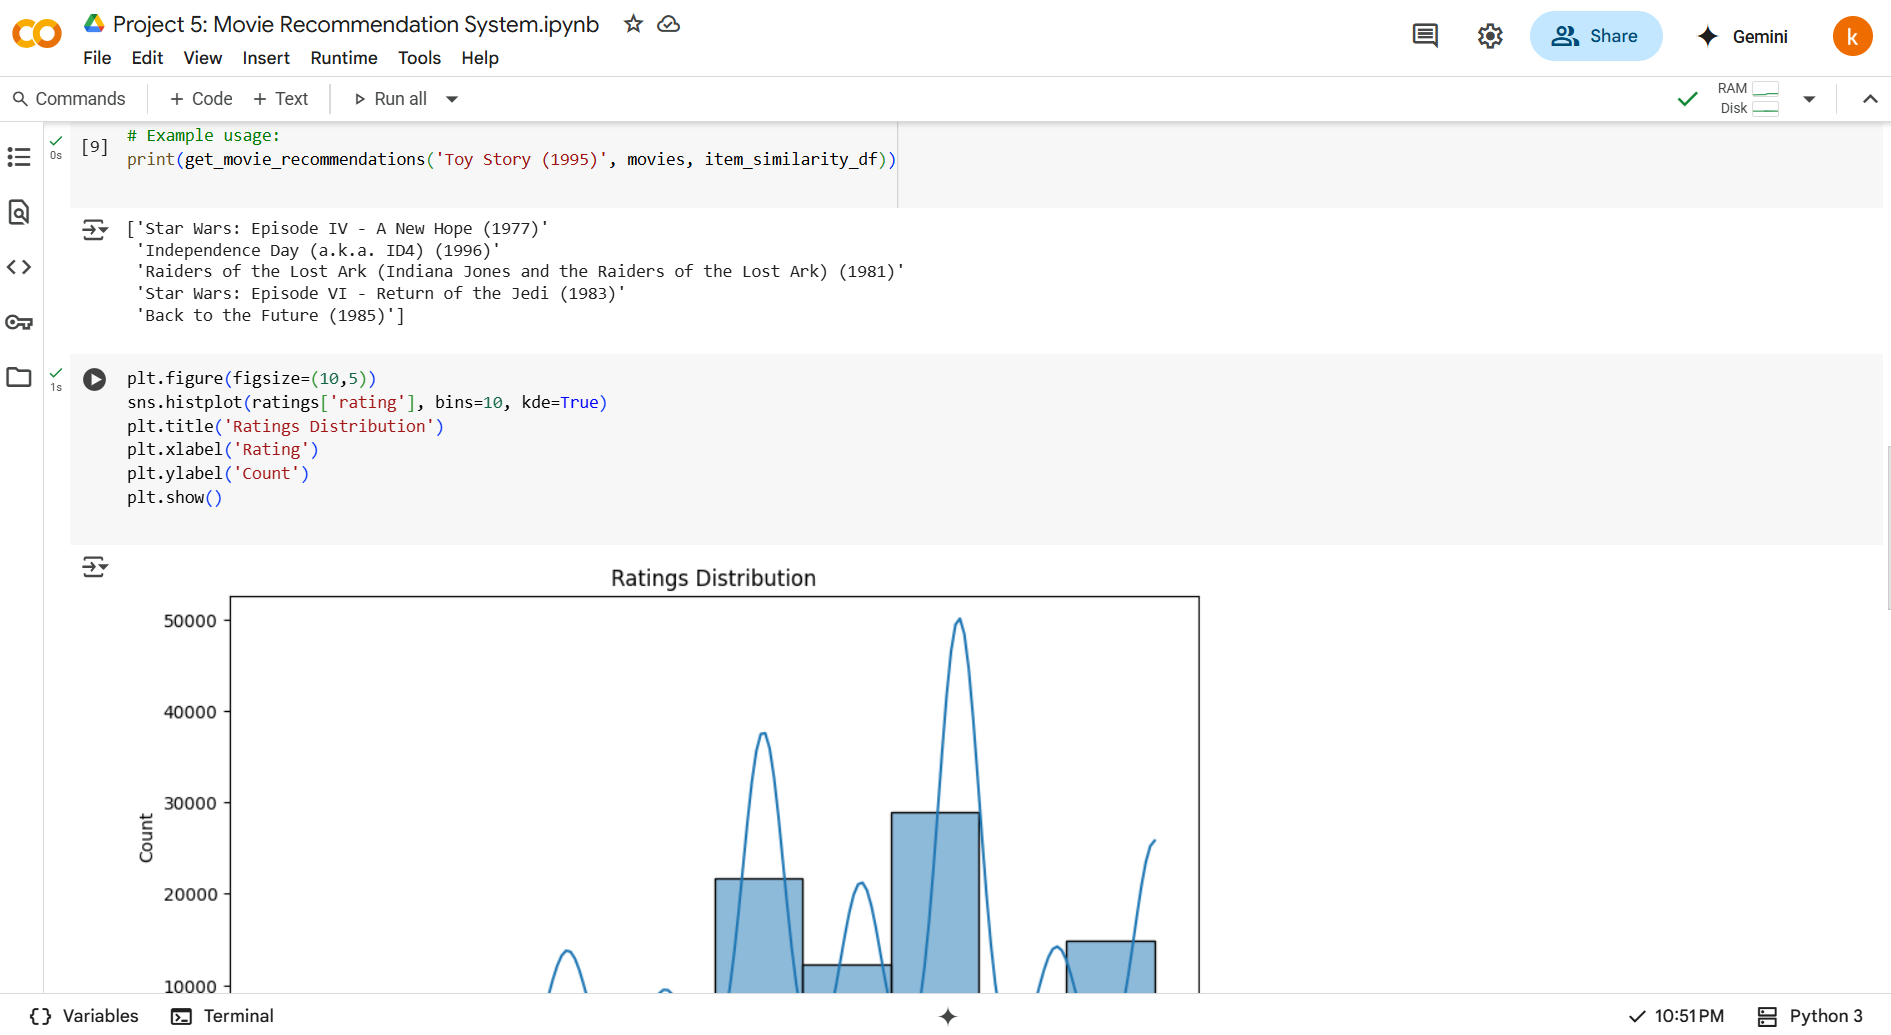 Project 5: Movie Recommendation System.ipynb
File Edit View Insert Runtime Tools Help
Share
Gemini
k
Commands + Code + Text Run all
RAM
Disk
0s
[9]
# Example usage:
print(get_movie_recommendations('Toy Story (1995)', movies, item_similarity_df))
['Star Wars: Episode IV - A New Hope (1977)'
'Independence Day (a.k.a. ID4) (1996)'
'Raiders of the Lost Ark (Indiana Jones and the Raiders of the Lost Ark) (1981)'
'Star Wars: Episode VI - Return of the Jedi (1983)'
'Back to the Future (1985)']
1s
plt.figure(figsize=(10,5))
sns.histplot(ratings['rating'], bins=10, kde=True)
plt.title('Ratings Distribution')
plt.xlabel('Rating')
plt.ylabel('Count')
plt.show()
Ratings Distribution
50000
40000
30000
Count
20000
10000
{ } Variables Terminal
10:51 PM Python 3